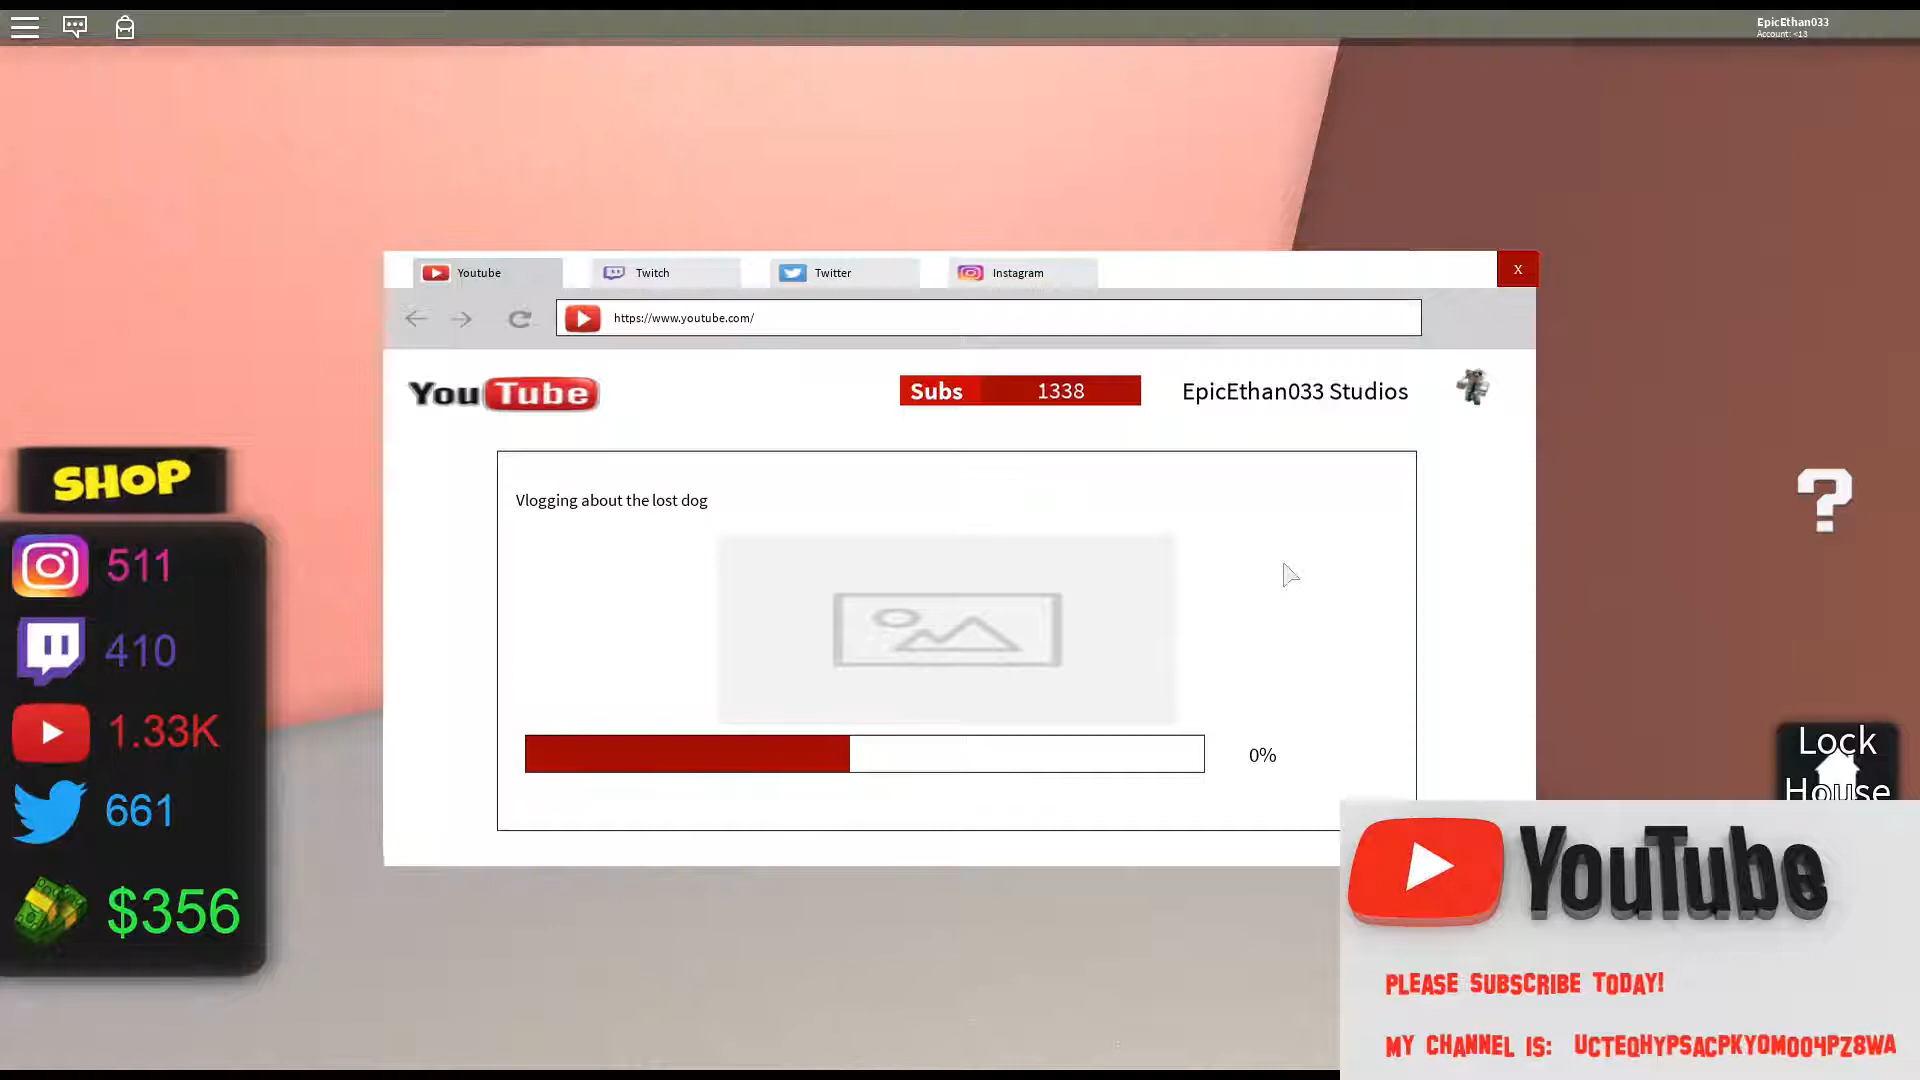 EpicEthan033
Account: <13
Youtube
Twitch
Twitter
Instagram
X
https://www.youtube.com/
YouTube
Subs 1338
EpicEthan033 Studios
Vlogging about the lost dog
0%
SHOP
511
410
1.33K
661
$356
?
Lock
House
YouTube
PLEASE SUBSCRIBE TODAY!
MY CHANNEL IS: UCTEQHYPSACPKYOMOO4PZ8WA